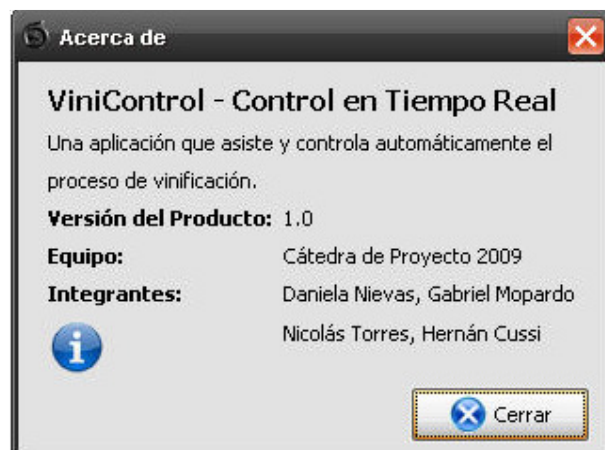 Acerca de
ViniControl - Control en Tiempo Real
Una aplicación que asiste y controla automáticamente el
proceso de vinificación.
Versión del Producto: 1.0
Equipo: Cátedra de Proyecto 2009
Integrantes: Daniela Nievas, Gabriel Mopardo
Nicolás Torres, Hernán Cussi
Cerrar